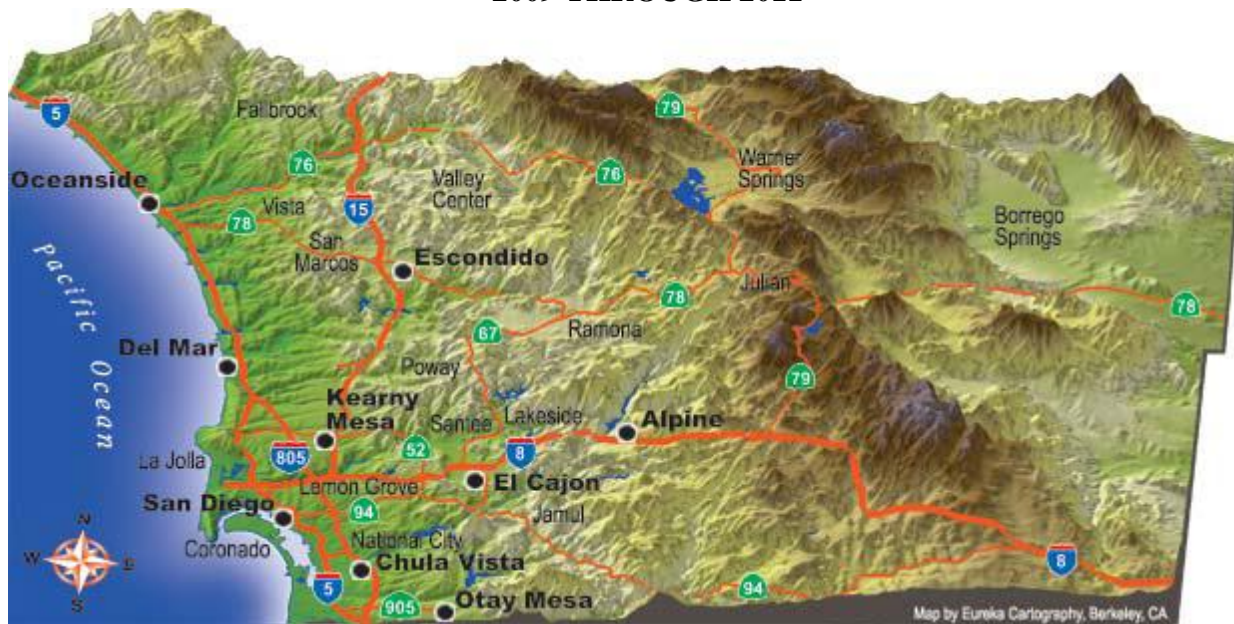 2009 THROUGH
5
Fallbrook
79
76
76
Warner
Springs
Oceanside
Valley
Center
Vista
15
78
Borrego
Springs
San
Marcos
Escondido
Pacific Ocean
Julian
78
78
67
Ramona
Del Mar
Poway
79
Kearny
Mesa
Santee
Lakeside
Alpine
52
8
805
La Jolla
Lemon Grove
El Cajon
San Diego
94
Jamul
N
W
E
S
Coronado
National City
Chula Vista
5
8
94
905
Otay Mesa
Map by Eureka Cartography, Berkeley, CA